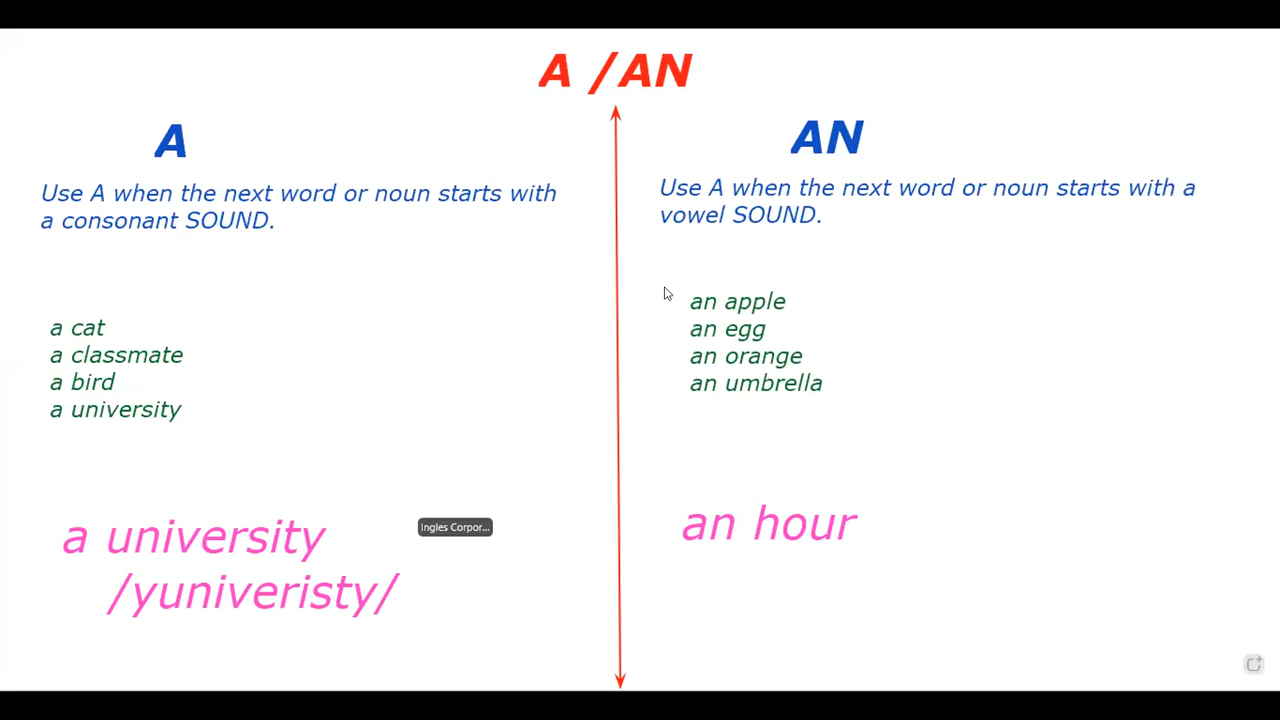 A /AN
A
Use A when the next word or noun starts with
a consonant SOUND.
a cat
a classmate
a bird
a university
a university
/yuniveristy/
Ingles Corpor...
AN
Use A when the next word or noun starts with a
vowel SOUND.
an apple
an egg
an orange
an umbrella
an hour